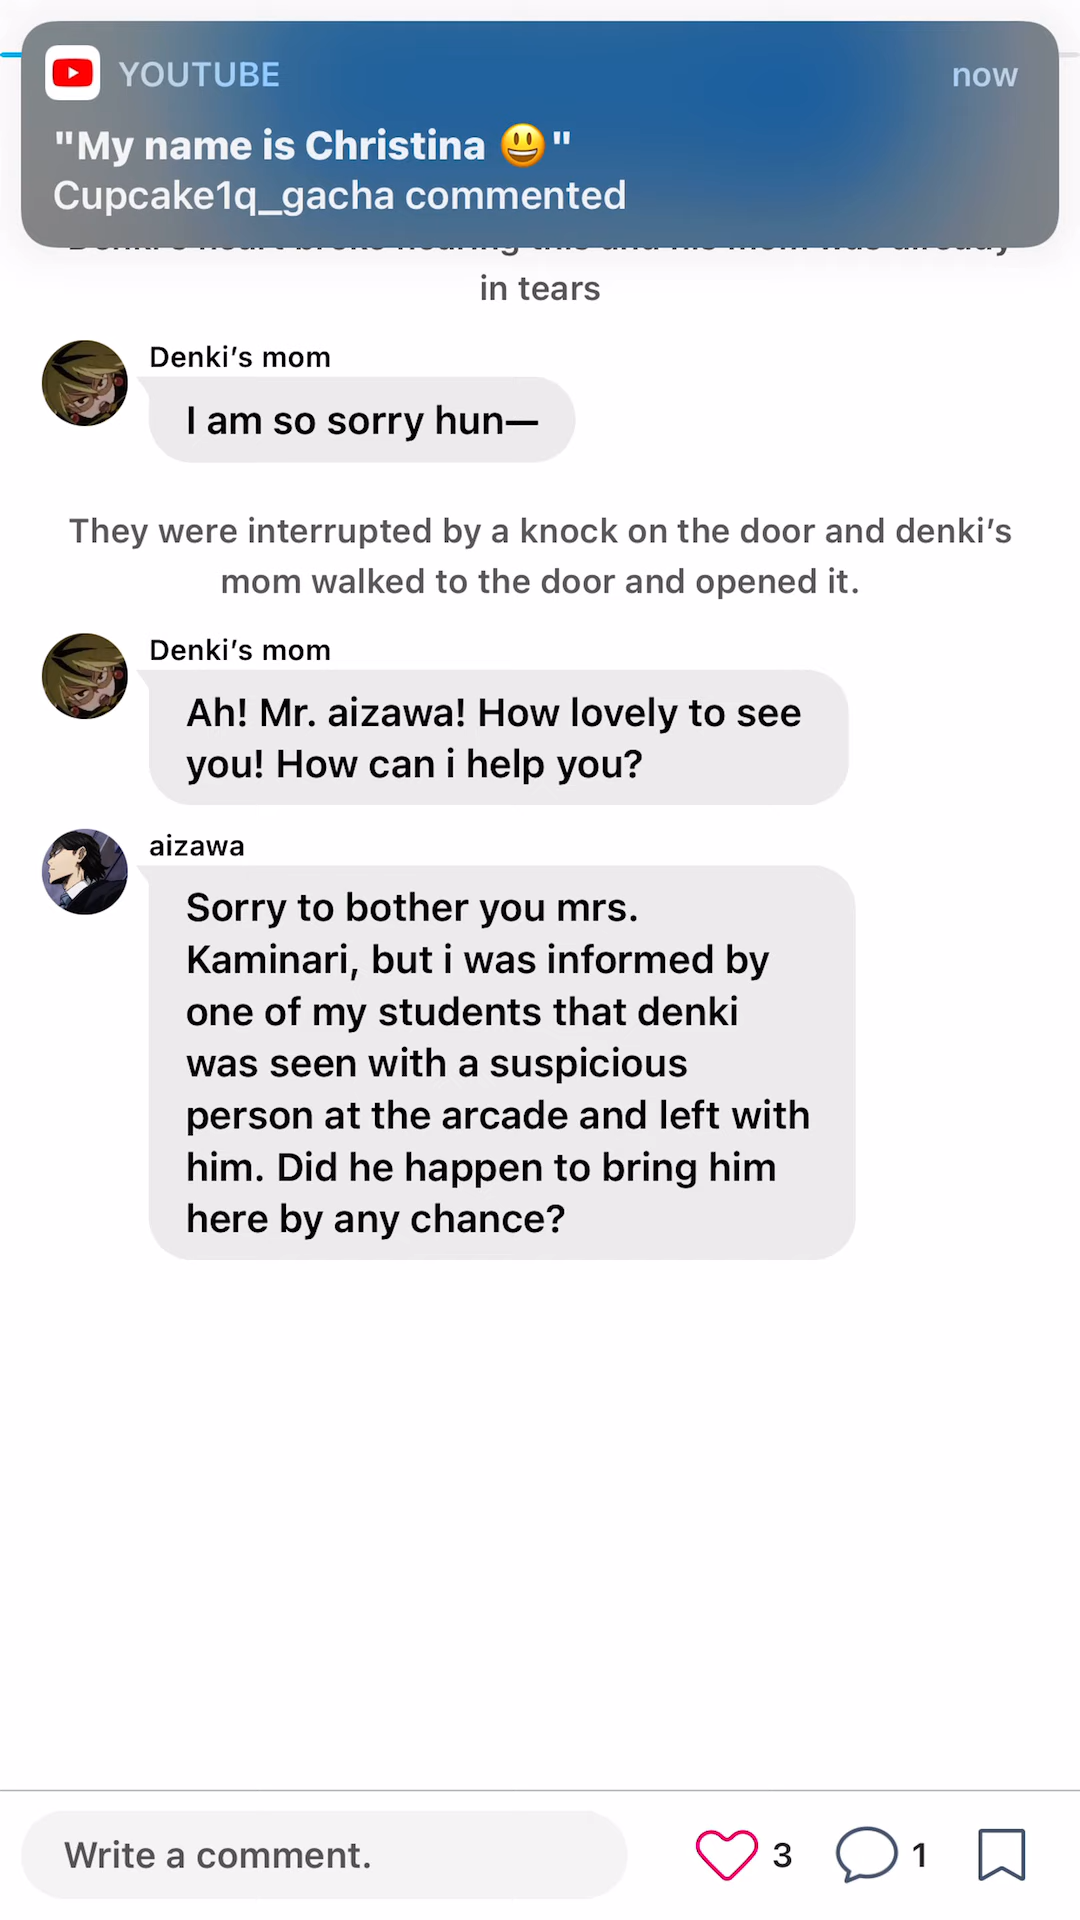 YOUTUBE
now
"My name is Christina 😃"
Cupcake1q_gacha commented
in tears
Denki’s mom
I am so sorry hun—
They were interrupted by a knock on the door and denki’s
mom walked to the door and opened it.
Denki’s mom
Ah! Mr. aizawa! How lovely to see
you! How can i help you?
aizawa
Sorry to bother you mrs.
Kaminari, but i was informed by
one of my students that denki
was seen with a suspicious
person at the arcade and left with
him. Did he happen to bring him
here by any chance?
Write a comment.
3
1